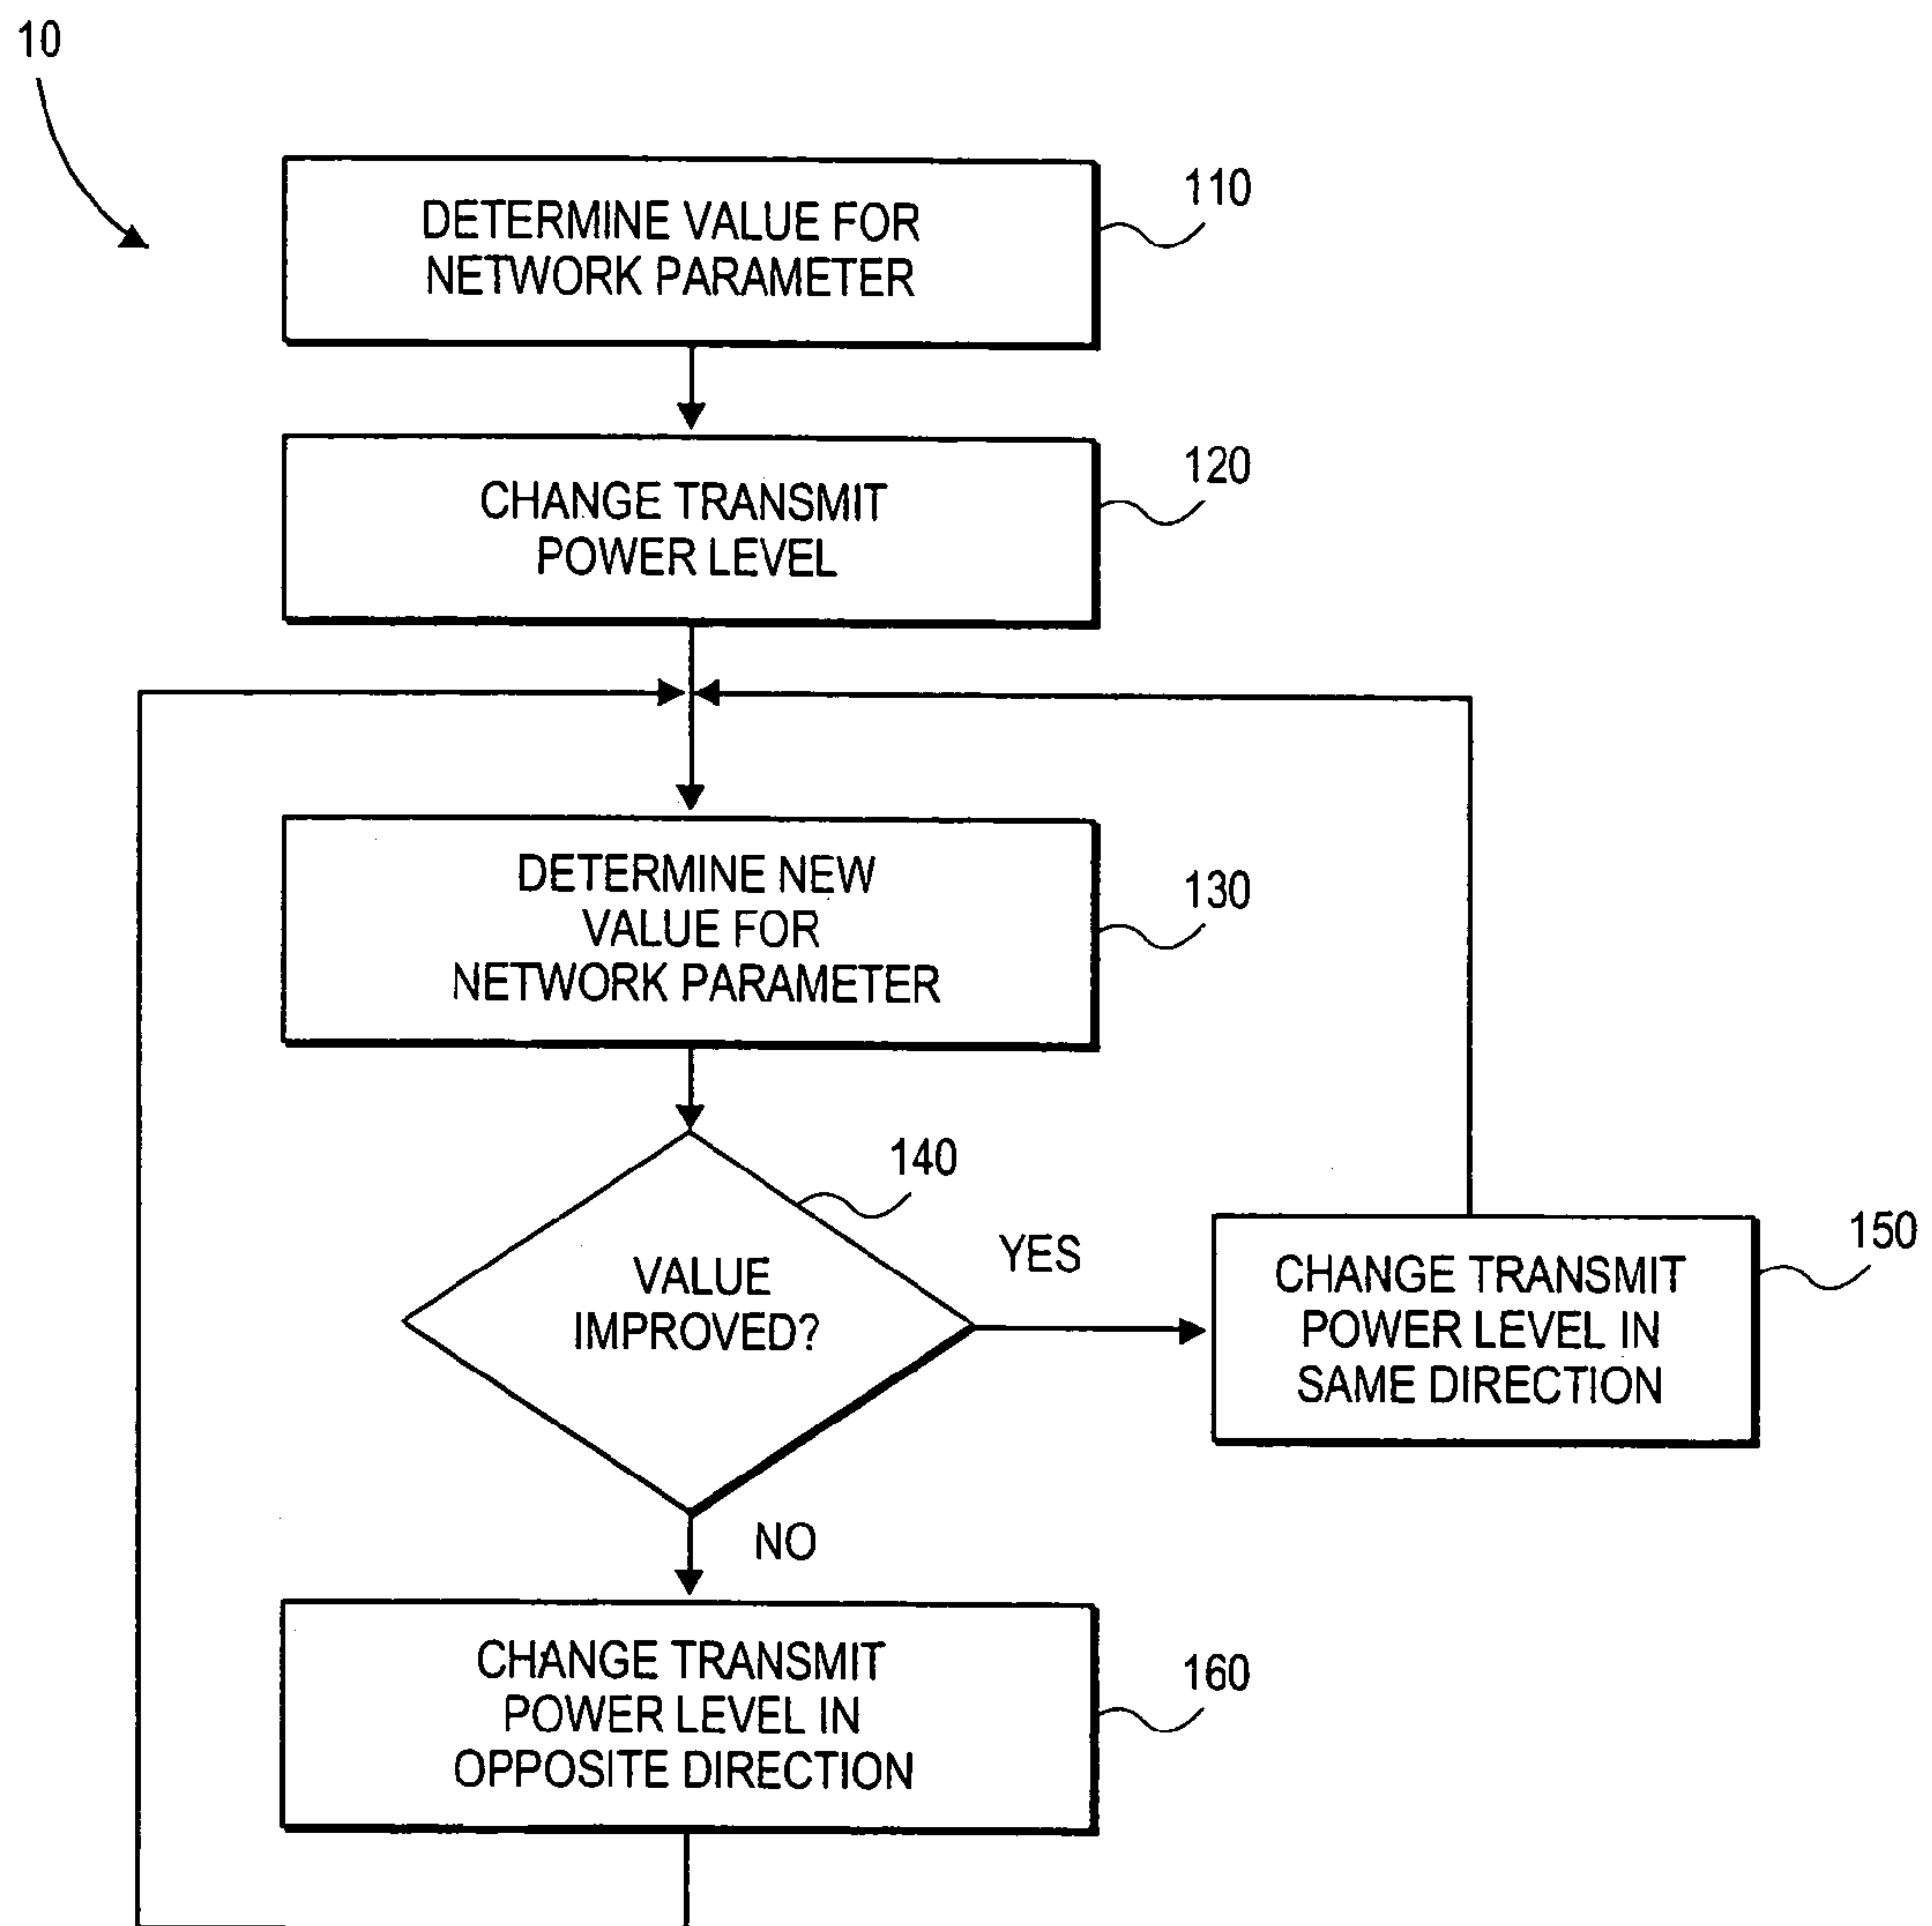 10
DETERMINE VALUE FOR
NETWORK PARAMETER
110
CHANGE TRANSMIT
POWER LEVEL
120
DETERMINE NEW
VALUE FOR
NETWORK PARAMETER
130
140
VALUE
IMPROVED?
YES
150
CHANGE TRANSMIT
POWER LEVEL IN
SAME DIRECTION
NO
CHANGE TRANSMIT
POWER LEVEL IN
OPPOSITE DIRECTION
160